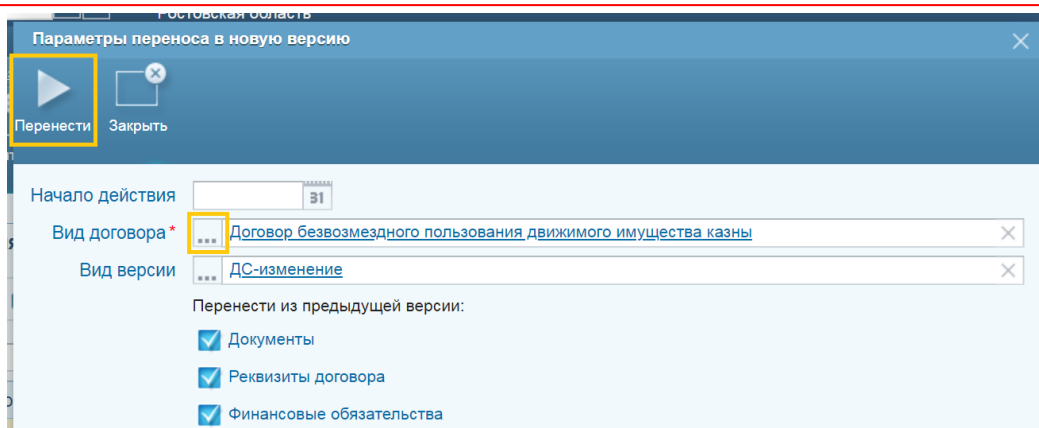 Ростовская область
Параметры переноса в новую версию
Перенести Закрыть
Начало действия 31
Вид договора * ... Договор безвозмездного пользования движимого имущества казны
Вид версии ... ДС-изменение
Перенести из предыдущей версии:
Документы
Реквизиты договора
Финансовые обязательства